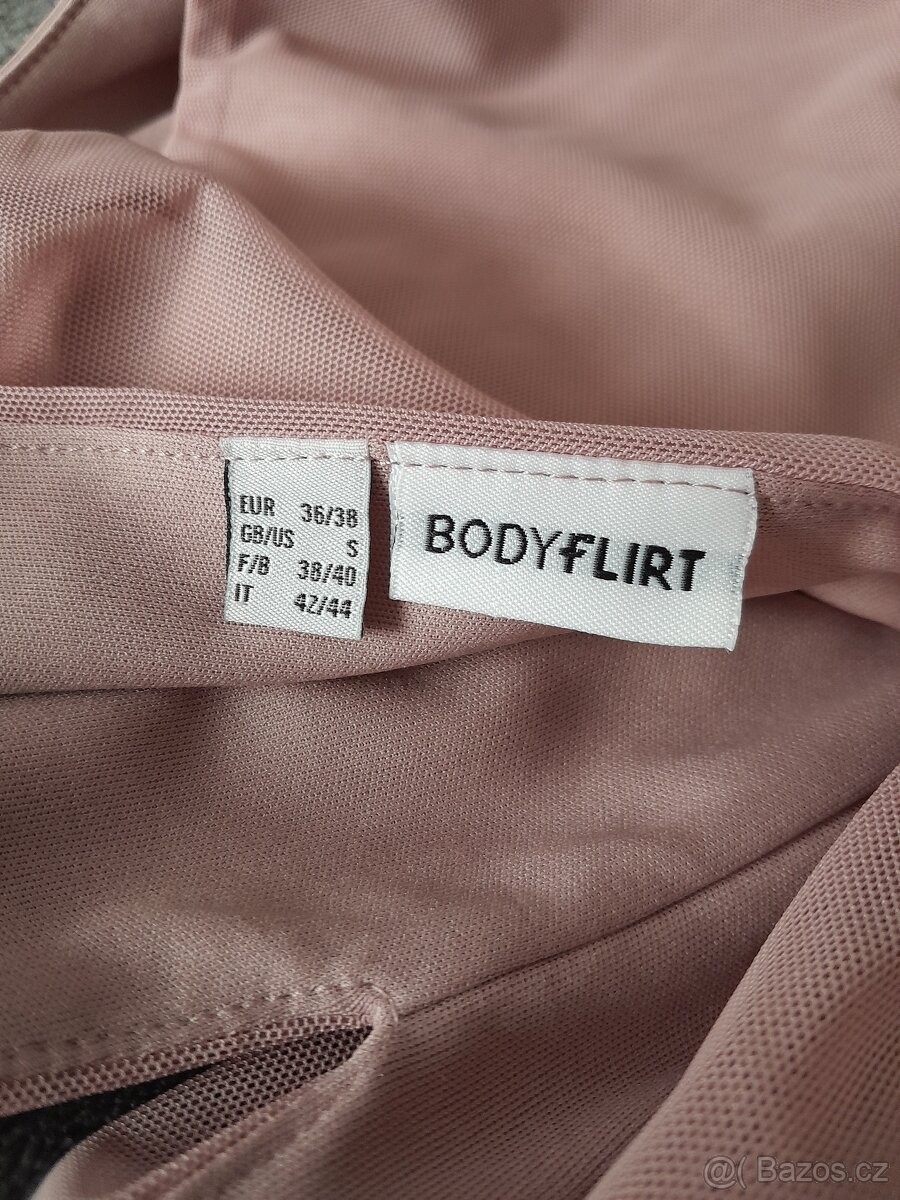 EUR 36/38
GB/US S
F/B 38/40
IT 42/44
BODYFLIRT
@( Bazos.cz